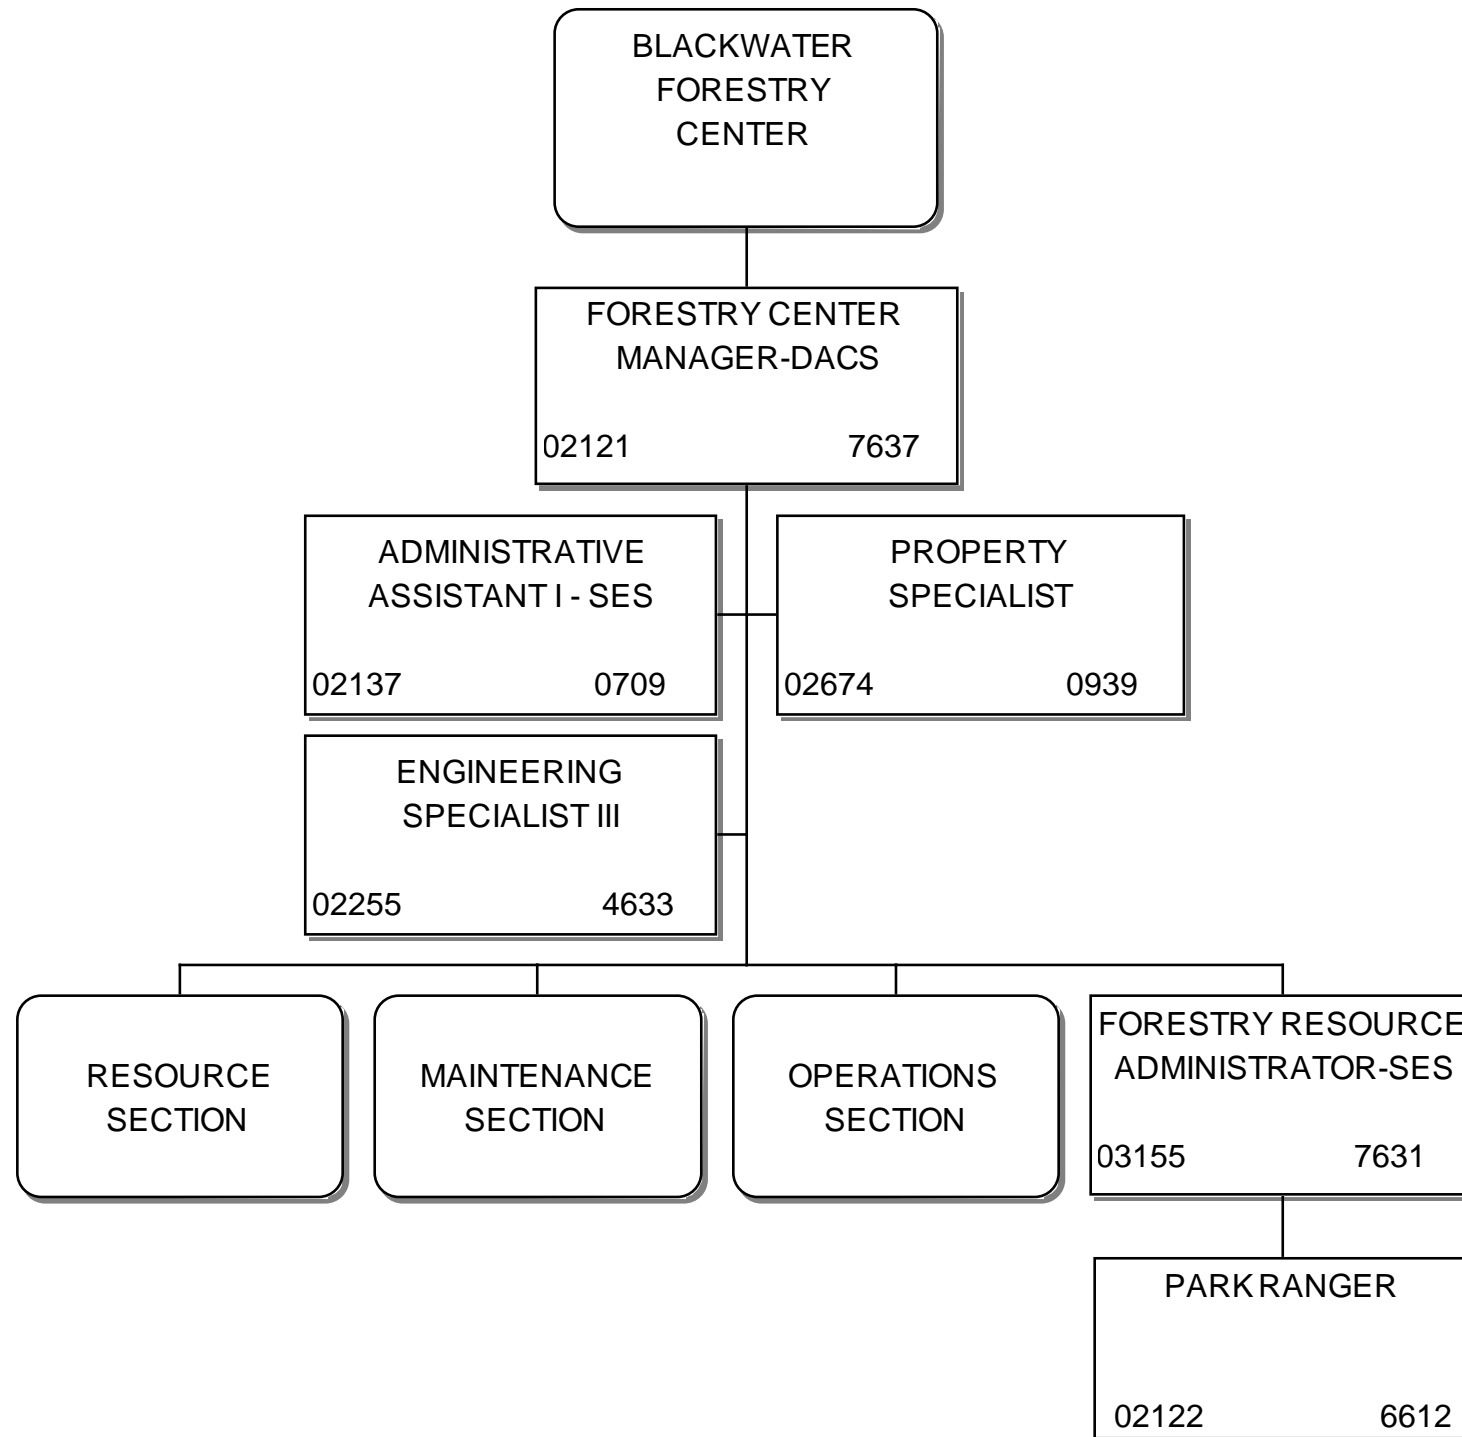 BLACKWATER
FORESTRY
CENTER
FORESTRY CENTER
MANAGER-DACS
02121 7637
ADMINISTRATIVE
ASSISTANT I - SES
02137 0709
PROPERTY
SPECIALIST
02674 0939
ENGINEERING
SPECIALIST III
02255 4633
RESOURCE
SECTION
MAINTENANCE
SECTION
OPERATIONS
SECTION
FORESTRY RESOURCE
ADMINISTRATOR-SES
03155 7631
PARK RANGER
02122 6612